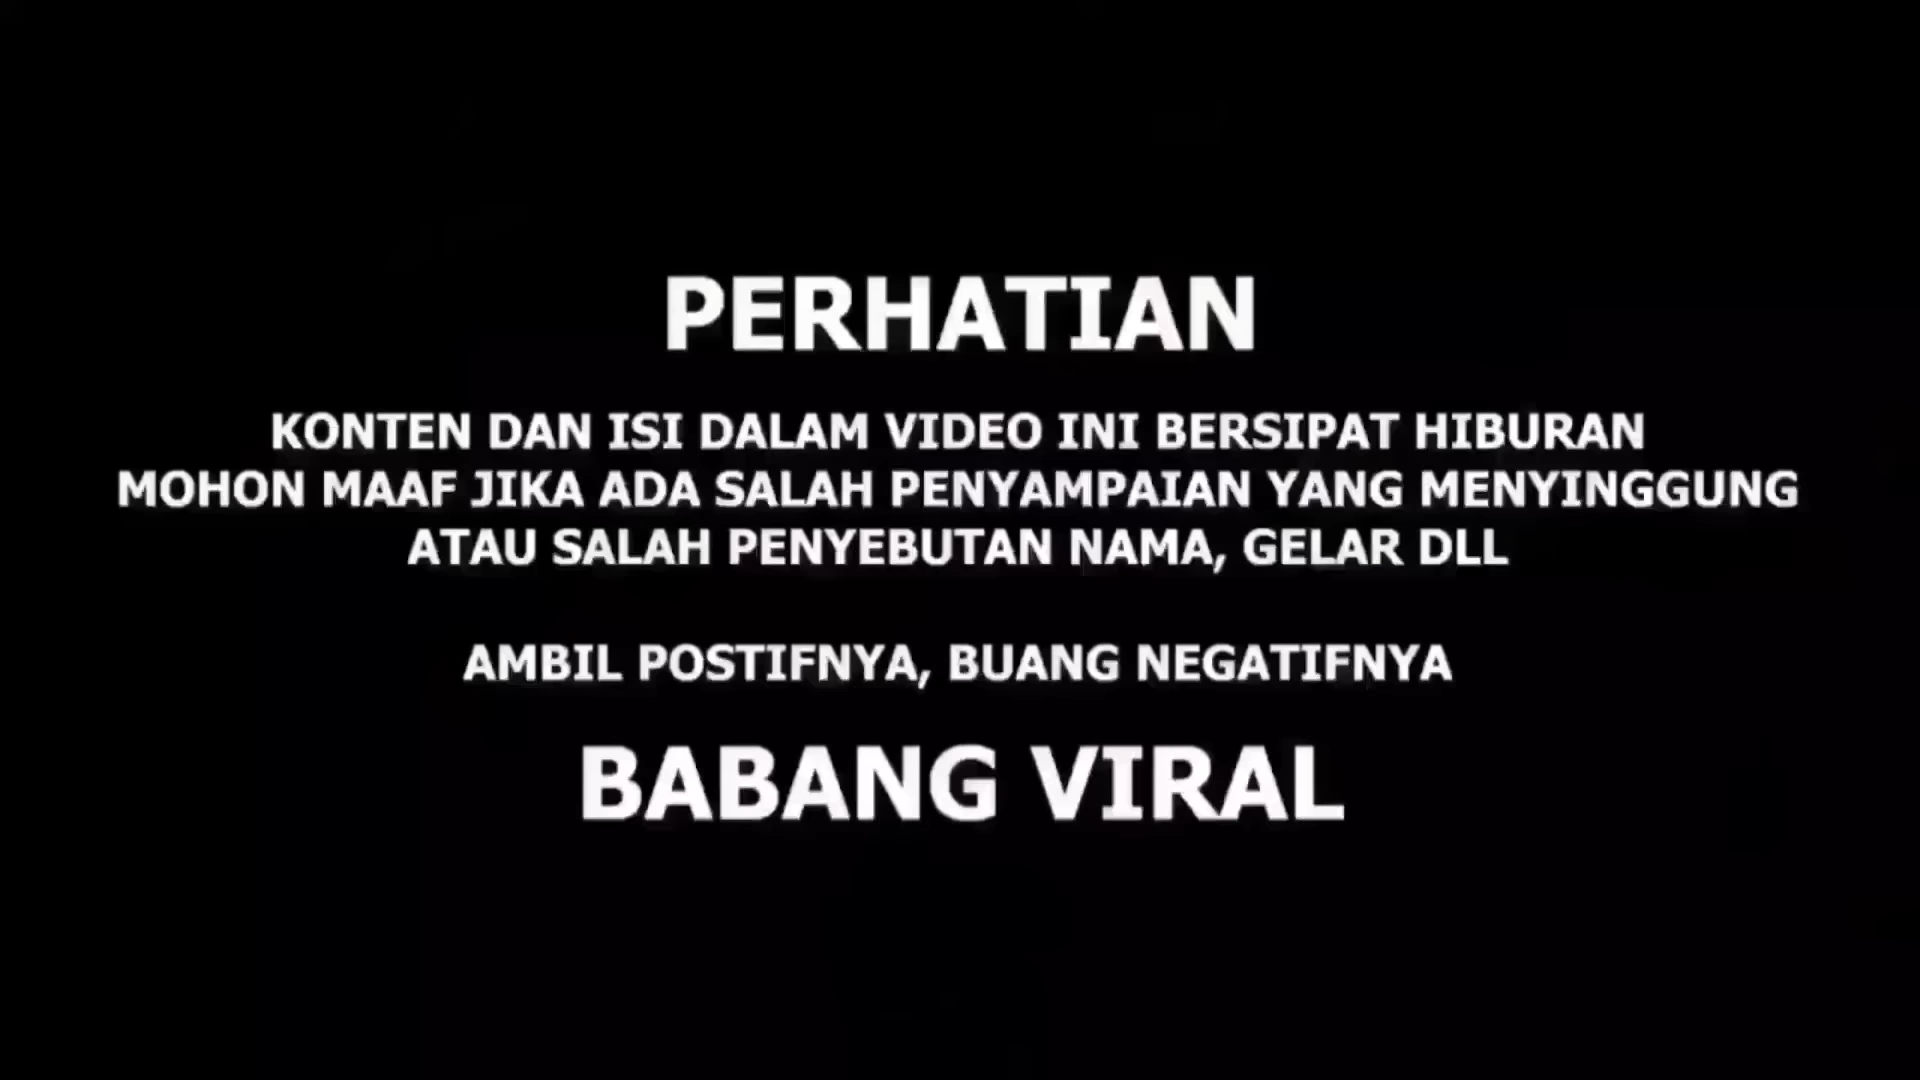 PERHATIAN
KONTEN DAN ISI DALAM VIDEO INI BERSIPAT HIBURAN
MOHON MAAF JIKA ADA SALAH PENYAMPAIAN YANG MENYINGGUNG
ATAU SALAH PENYEBUTAN NAMA, GELAR DLL
AMBIL POSTIFNYA, BUANG NEGATIFNYA
BABANG VIRAL